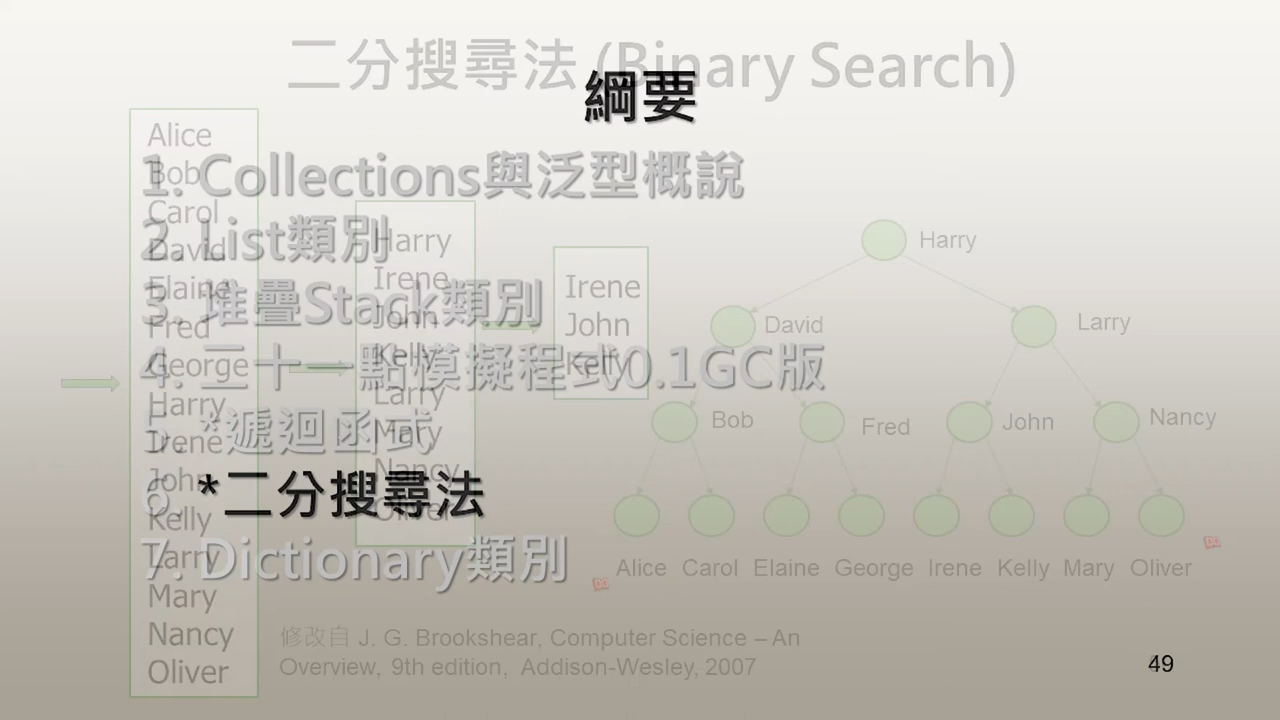 二分搜尋法 (Binary Search)
綱要
1. Collections與泛型概說
2. List類別
3. 堆疊Stack類別
4. 二十一點模擬程式0.1GC版
5. *遞迴函式
6. *二分搜尋法
7. Dictionary類別
Alice
Bob
Carol
David
Elaine
Fred
George
Harry
Irene
John
Kelly
Larry
Mary
Nancy
Oliver
Harry
Irene
John
Kelly
Larry
Mary
Nancy
Oliver
Irene
John
Kelly
Harry
David
Larry
Bob
Fred
John
Nancy
Alice Carol Elaine George Irene Kelly Mary Oliver
修改自 J. G. Brookshear, Computer Science – An
Overview, 9th edition, Addison-Wesley, 2007
49